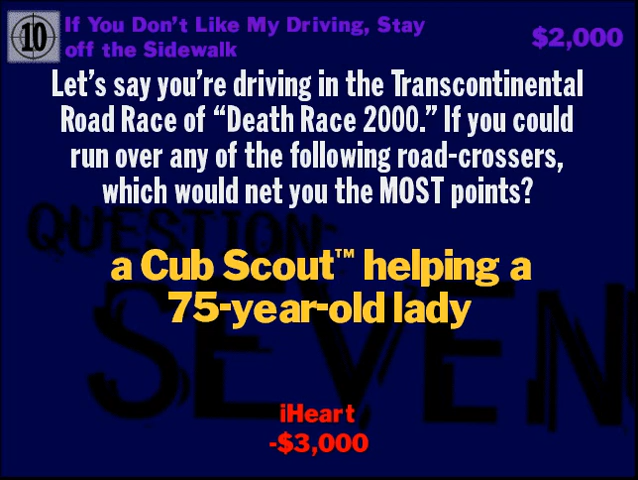 10
If You Don't Like My Driving, Stay
off the Sidewalk
$2,000
Let's say you're driving in the Transcontinental
Road Race of “Death Race 2000.” If you could
run over any of the following road-crossers,
which would net you the MOST points?
QUESTION:
SEVEN
a Cub Scout™ helping a
75-year-old lady
iHeart
-$3,000